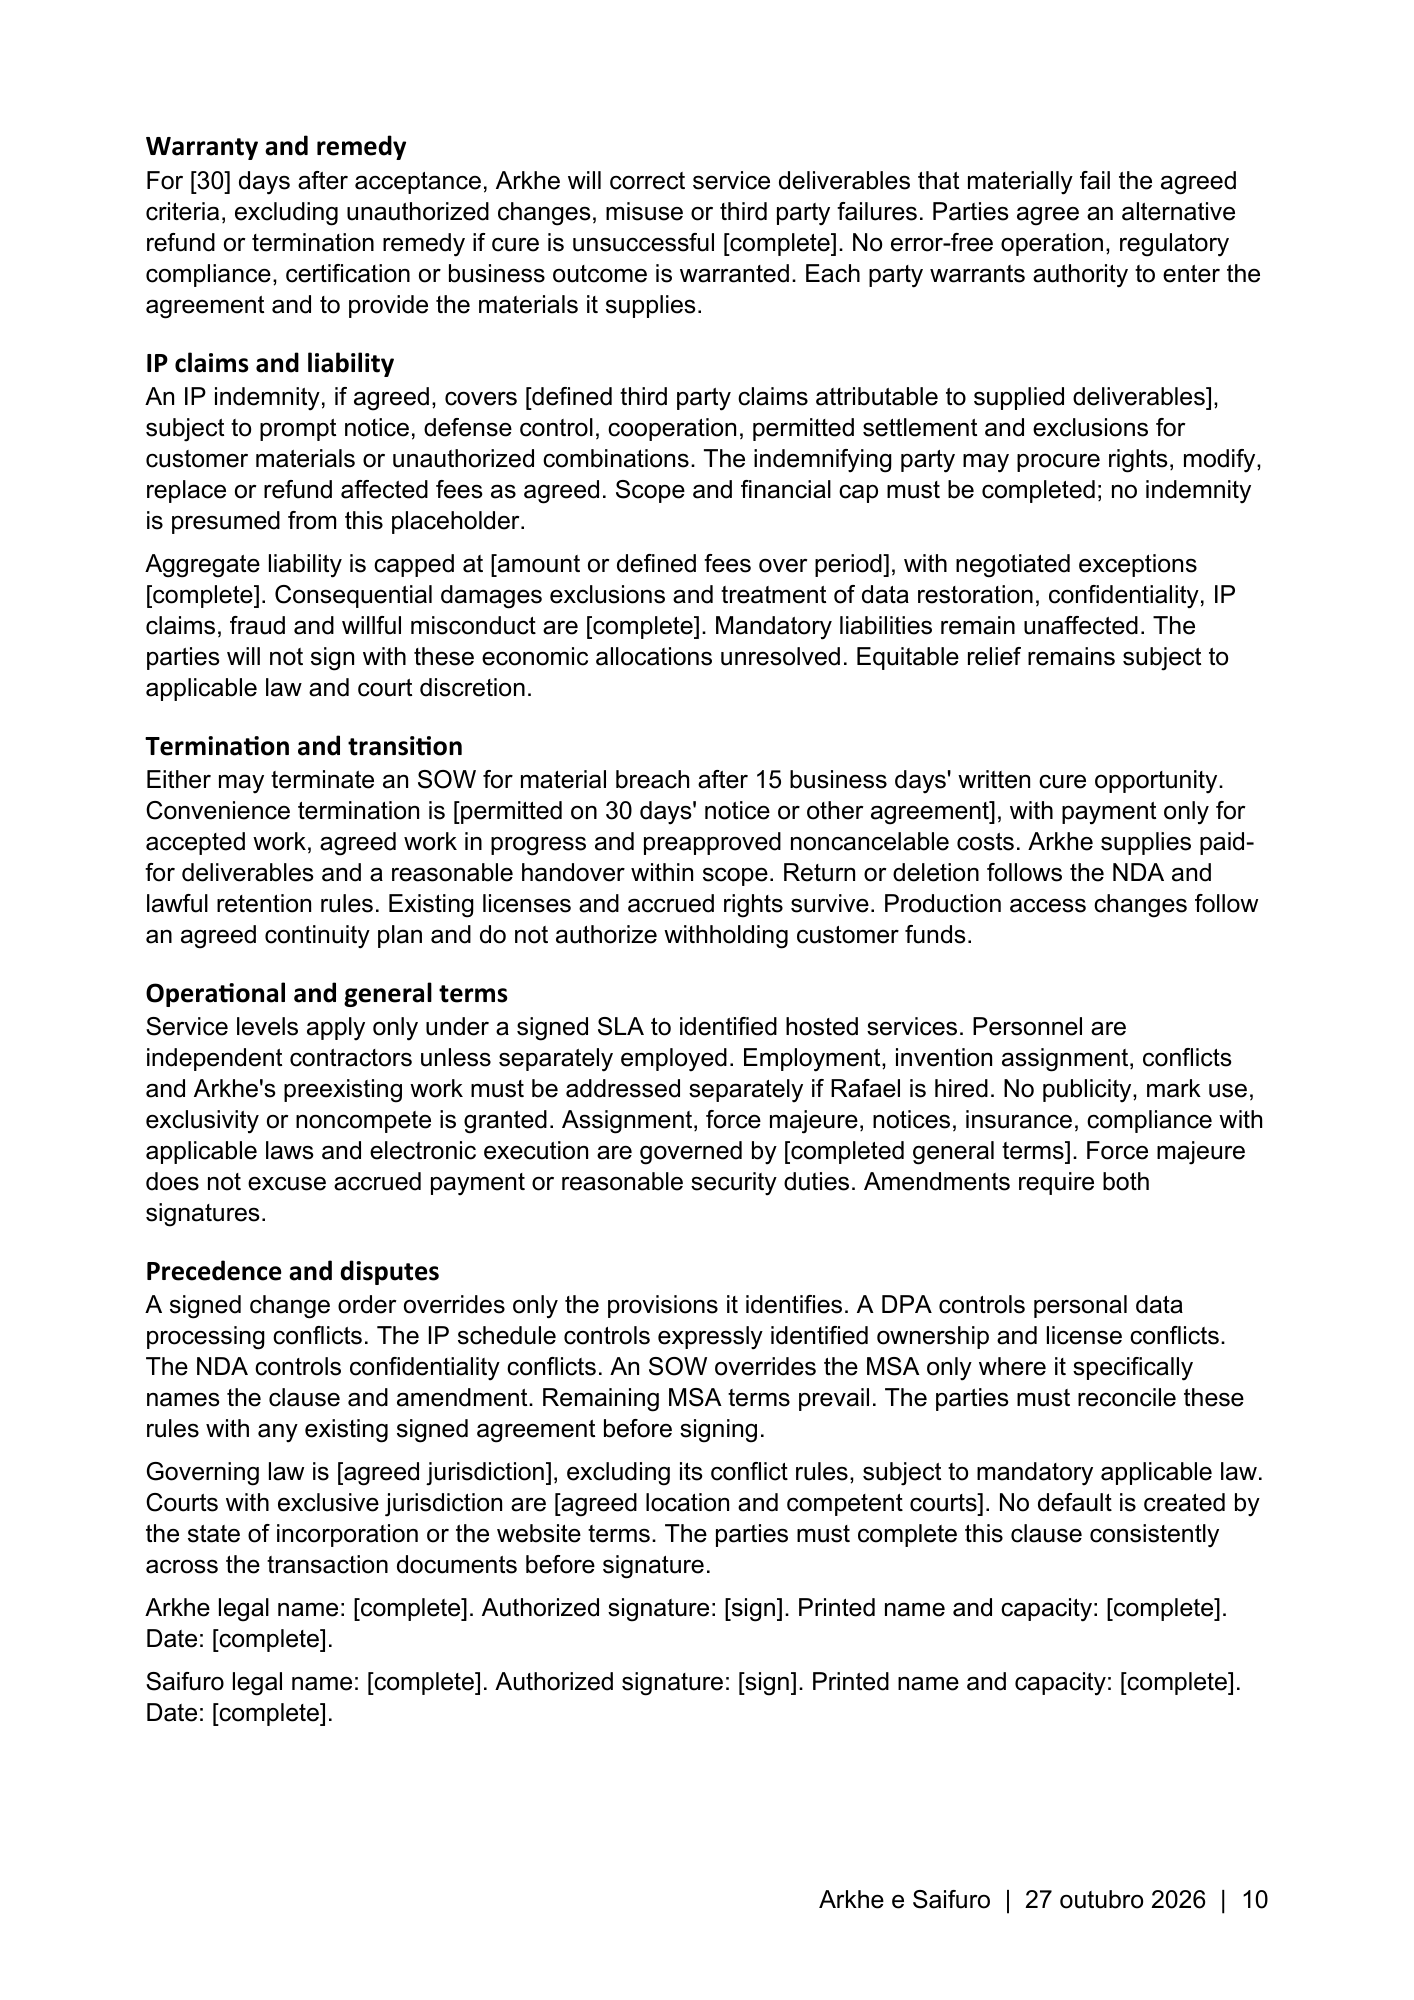 Warranty and remedy
For [30] days after acceptance, Arkhe will correct service deliverables that materially fail the agreed
criteria, excluding unauthorized changes, misuse or third party failures. Parties agree an alternative
refund or termination remedy if cure is unsuccessful [complete]. No error-free operation, regulatory
compliance, certification or business outcome is warranted. Each party warrants authority to enter the
agreement and to provide the materials it supplies.
IP claims and liability
An IP indemnity, if agreed, covers [defined third party claims attributable to supplied deliverables],
subject to prompt notice, defense control, cooperation, permitted settlement and exclusions for
customer materials or unauthorized combinations. The indemnifying party may procure rights, modify,
replace or refund affected fees as agreed. Scope and financial cap must be completed; no indemnity
is presumed from this placeholder.
Aggregate liability is capped at [amount or defined fees over period], with negotiated exceptions
[complete]. Consequential damages exclusions and treatment of data restoration, confidentiality, IP
claims, fraud and willful misconduct are [complete]. Mandatory liabilities remain unaffected. The
parties will not sign with these economic allocations unresolved. Equitable relief remains subject to
applicable law and court discretion.
Termination and transition
Either may terminate an SOW for material breach after 15 business days' written cure opportunity.
Convenience termination is [permitted on 30 days' notice or other agreement], with payment only for
accepted work, agreed work in progress and preapproved noncancelable costs. Arkhe supplies paid-
for deliverables and a reasonable handover within scope. Return or deletion follows the NDA and
lawful retention rules. Existing licenses and accrued rights survive. Production access changes follow
an agreed continuity plan and do not authorize withholding customer funds.
Operational and general terms
Service levels apply only under a signed SLA to identified hosted services. Personnel are
independent contractors unless separately employed. Employment, invention assignment, conflicts
and Arkhe's preexisting work must be addressed separately if Rafael is hired. No publicity, mark use,
exclusivity or noncompete is granted. Assignment, force majeure, notices, insurance, compliance with
applicable laws and electronic execution are governed by [completed general terms]. Force majeure
does not excuse accrued payment or reasonable security duties. Amendments require both
signatures.
Precedence and disputes
A signed change order overrides only the provisions it identifies. A DPA controls personal data
processing conflicts. The IP schedule controls expressly identified ownership and license conflicts.
The NDA controls confidentiality conflicts. An SOW overrides the MSA only where it specifically
names the clause and amendment. Remaining MSA terms prevail. The parties must reconcile these
rules with any existing signed agreement before signing.
Governing law is [agreed jurisdiction], excluding its conflict rules, subject to mandatory applicable law.
Courts with exclusive jurisdiction are [agreed location and competent courts]. No default is created by
the state of incorporation or the website terms. The parties must complete this clause consistently
across the transaction documents before signature.
Arkhe legal name: [complete]. Authorized signature: [sign]. Printed name and capacity: [complete].
Date: [complete].
Saifuro legal name: [complete]. Authorized signature: [sign]. Printed name and capacity: [complete].
Date: [complete].
Arkhe e Saifuro | 27 outubro 2026 | 10